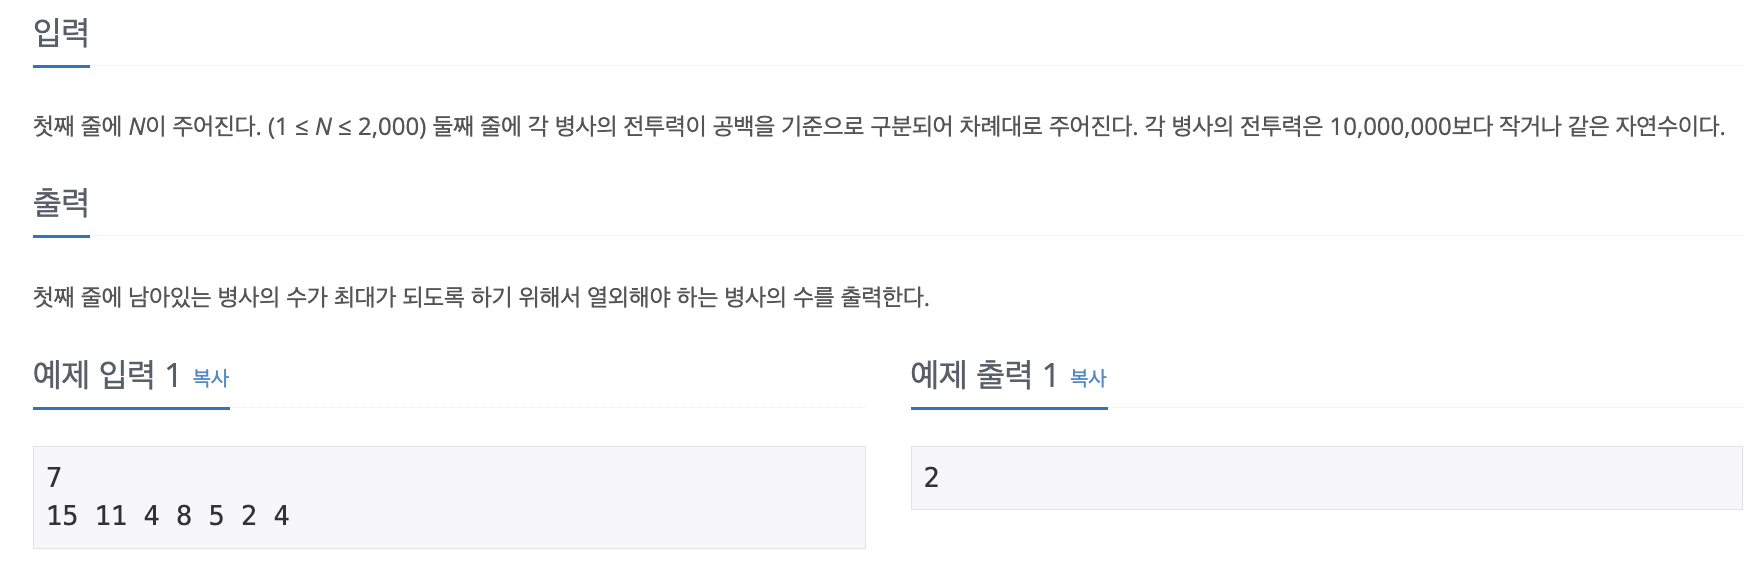 입력
첫째 줄에 N이 주어진다. (1 ≤ N ≤ 2,000) 둘째 줄에 각 병사의 전투력이 공백을 기준으로 구분되어 차례대로 주어진다. 각 병사의 전투력은 10,000,000보다 작거나 같은 자연수이다.
출력
첫째 줄에 남아있는 병사의 수가 최대가 되도록 하기 위해서 열외해야 하는 병사의 수를 출력한다.
예제 입력 1 복사
7
15 11 4 8 5 2 4
예제 출력 1 복사
2